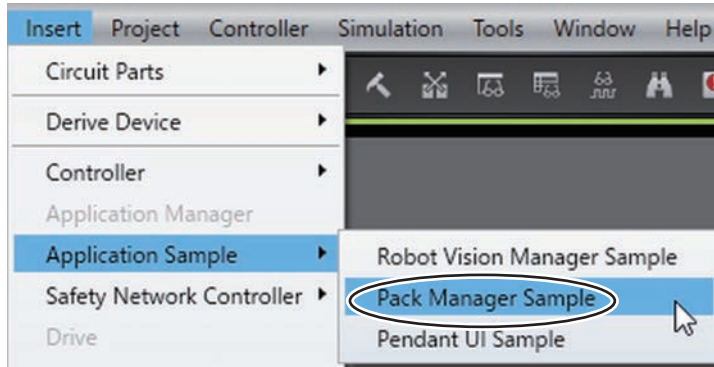 Insert Project Controller Simulation Tools Window Help
Circuit Parts
Derive Device
Controller
Application Manager
Application Sample
Robot Vision Manager Sample
Safety Network Controller
Pack Manager Sample
Drive
Pendant UI Sample